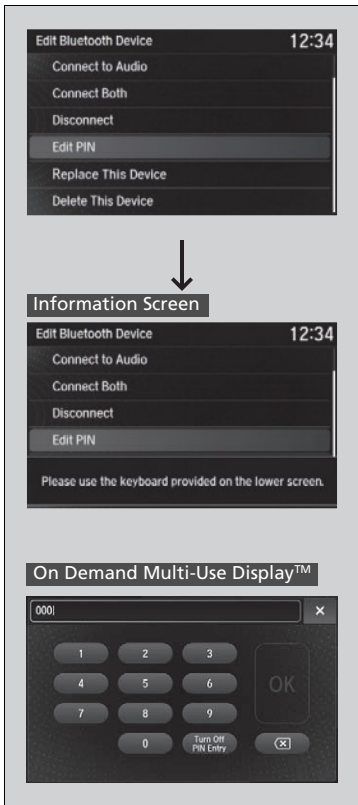 Edit Bluetooth Device 12:34
Connect to Audio
Connect Both
Disconnect
Edit PIN
Replace This Device
Delete This Device
Information Screen
Edit Bluetooth Device 12:34
Connect to Audio
Connect Both
Disconnect
Edit PIN
Please use the keyboard provided on the lower screen.
On Demand Multi-Use Display™
000
1 2 3
4 5 6
OK
7 8 9
0 Turn Off
PIN Entry